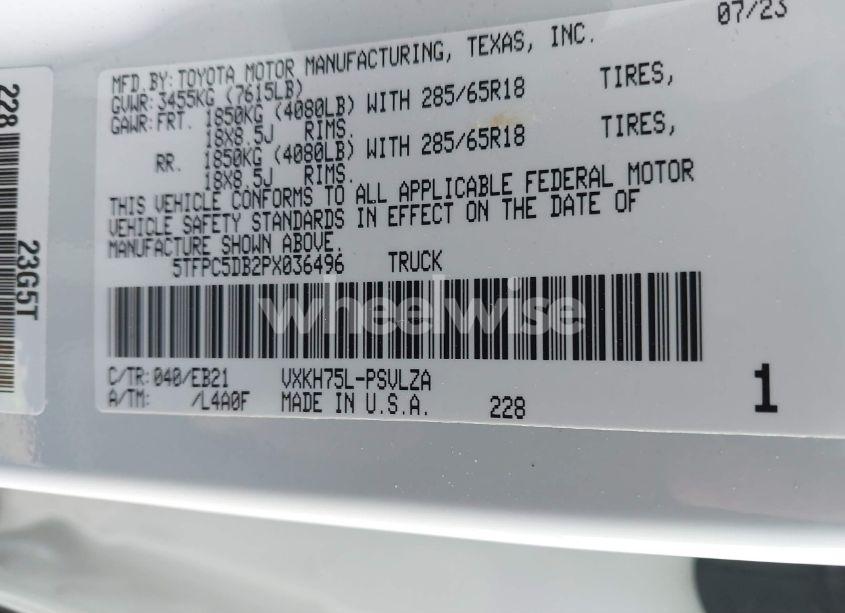 07/23
MFD.BY: TOYOTA MOTOR MANUFACTURING, TEXAS, INC.
GVWR: 3455KG (7615LB)
GAWR: FRT. 1850KG (4080LB) WITH 285/65R18 TIRES,
18X8.5J RIMS.
RR. 1850KG (4080LB) WITH 285/65R18 TIRES,
18X8.5J RIMS.
THIS VEHICLE CONFORMS TO ALL APPLICABLE FEDERAL MOTOR
VEHICLE SAFETY STANDARDS IN EFFECT ON THE DATE OF
MANUFACTURE SHOWN ABOVE.
5TFPC5DB2PX036496 TRUCK
wheelwise
C/TR: 040/EB21 VXKH75L-PSVLZA
A/TM: /L4A0F MADE IN U.S.A. 228
1
228
23G5T